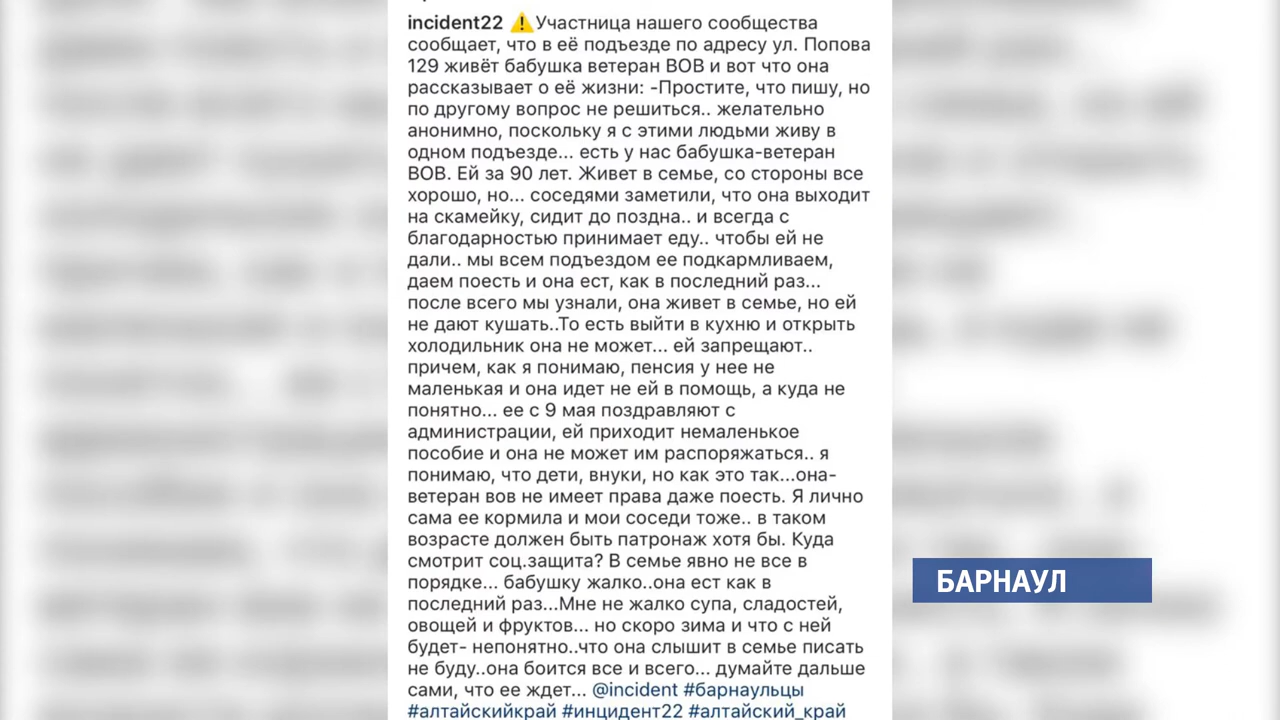 incident22 ⚠️Участница нашего сообщества
сообщает, что в её подъезде по адресу ул. Попова
129 живёт бабушка ветеран ВОВ и вот что она
рассказывает о её жизни: -Простите, что пишу, но
по другому вопрос не решиться.. желательно
анонимно, поскольку я с этими людьми живу в
одном подъезде... есть у нас бабушка-ветеран
ВОВ. Ей за 90 лет. Живет в семье, со стороны все
хорошо, но... соседями заметили, что она выходит
на скамейку, сидит до поздна.. и всегда с
благодарностью принимает еду.. чтобы ей не
дали.. мы всем подъездом ее подкармливаем,
даем поесть и она ест, как в последний раз...
после всего мы узнали, она живет в семье, но ей
не дают кушать..То есть выйти в кухню и открыть
холодильник она не может... ей запрещают..
причем, как я понимаю, пенсия у нее не
маленькая и она идет не ей в помощь, а куда не
понятно... ее с 9 мая поздравляют с
администрации, ей приходит немаленькое
пособие и она не может им распоряжаться.. я
понимаю, что дети, внуки, но как это так...она-
ветеран вов не имеет права даже поесть. Я лично
сама ее кормила и мои соседи тоже.. в таком
возрасте должен быть патронаж хотя бы. Куда
смотрит соц.защита? В семье явно не все в
порядке... бабушку жалко..она ест как в
последний раз...Мне не жалко супа, сладостей,
овощей и фруктов... но скоро зима и что с ней
будет- непонятно..что она слышит в семье писать
не буду..она боится все и всего... думайте дальше
сами, что ее ждет... @incident #барнаульцы
#алтайскийкрай #инцидент22 #алтайский_край
БАРНАУЛ